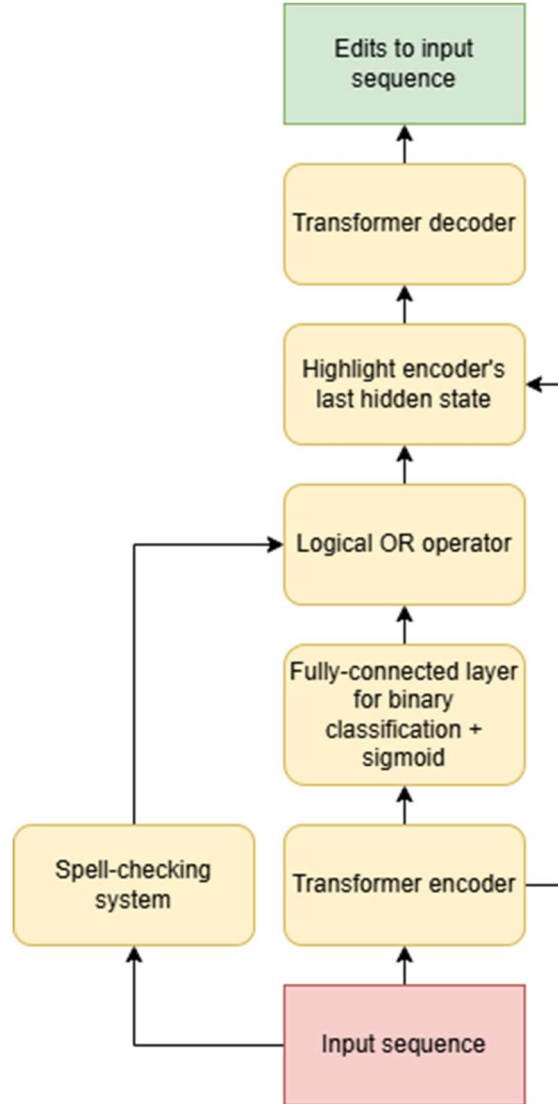 Edits to input
sequence
Transformer decoder
Highlight encoder's
last hidden state
Logical OR operator
Fully-connected layer
for binary
classification +
sigmoid
Spell-checking
system
Transformer encoder
Input sequence